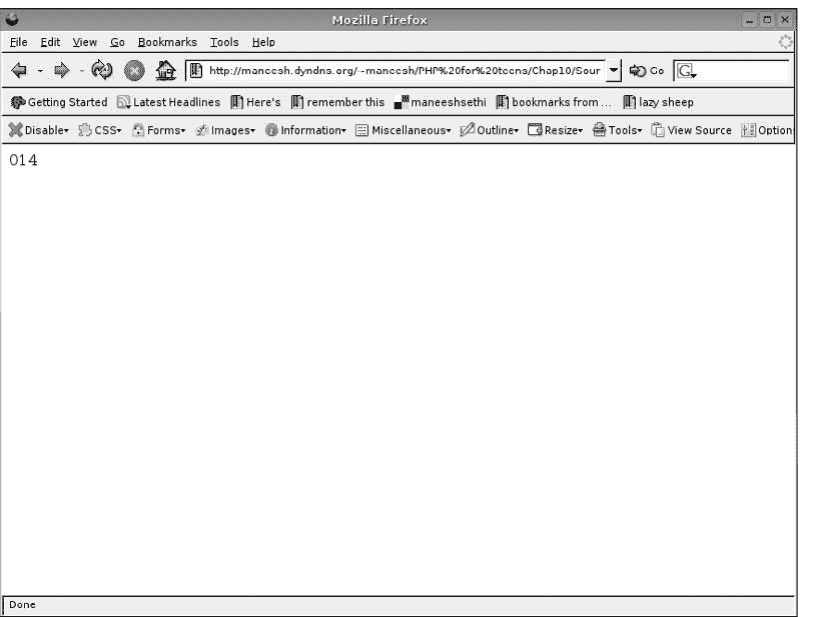 Mozilla Firefox
File Edit View Go Bookmarks Tools Help
http://maneesh.dyndns.org/~maneesh/PHP%20for%20teens/Chap10/Sour Go G
Getting Started Latest Headlines Here's remember this maneeshsethi bookmarks from ... lazy sheep
Disable CSS Forms Images Information Miscellaneous Outline Resize Tools View Source Option
014
Done